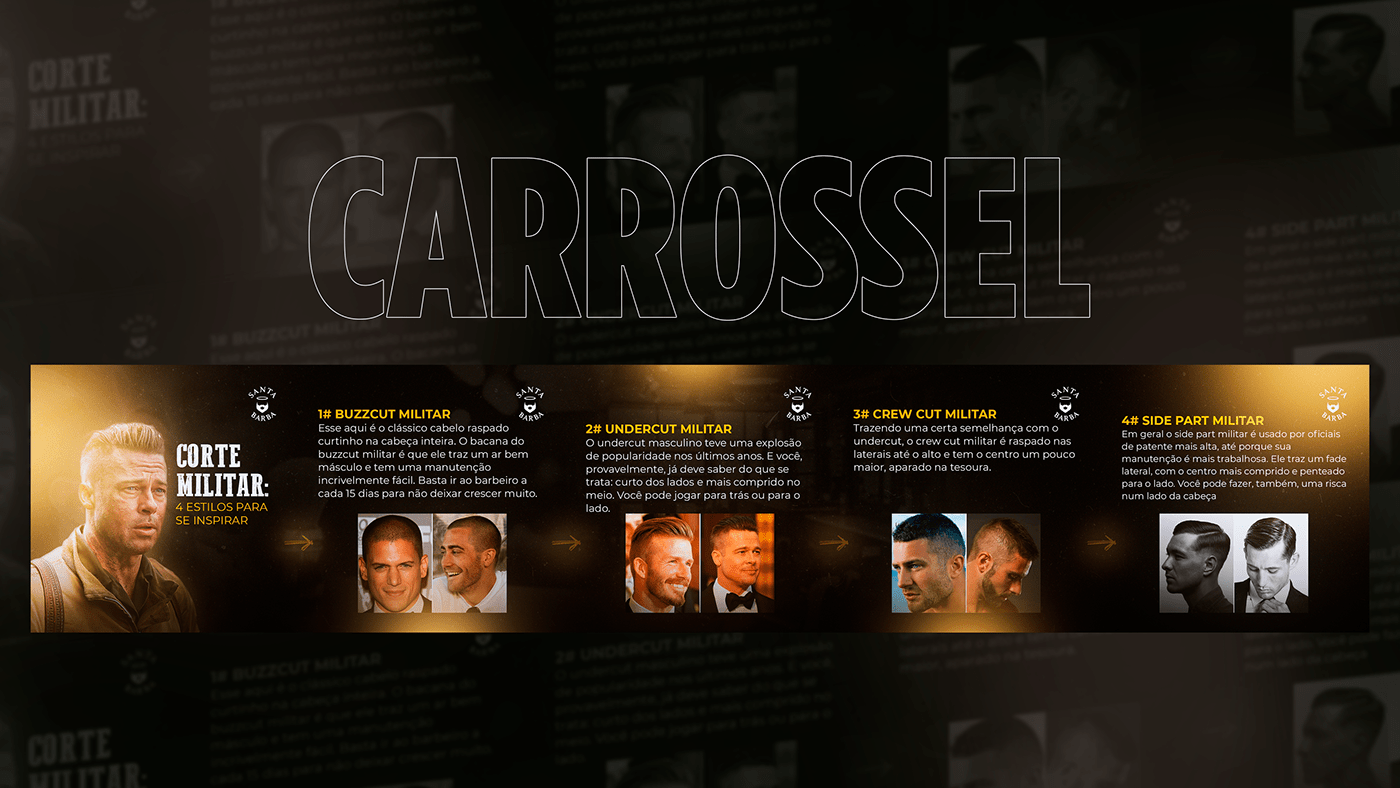 CARROSSEL
SANTA
BARBA
CORTE
MILITAR:
4 ESTILOS PARA
SE INSPIRAR
1# BUZZCUT MILITAR
Esse aqui é o clássico cabelo raspado
curtinho na cabeça inteira. O bacana do
buzzcut militar é que ele traz um ar bem
másculo e tem uma manutenção
incrivelmente fácil. Basta ir ao barbeiro a
cada 15 dias para não deixar crescer muito.
SANTA
BARBA
2# UNDERCUT MILITAR
O undercut masculino teve uma explosão
de popularidade nos últimos anos. E você,
provavelmente, já deve saber do que se
trata: curto dos lados e mais comprido no
meio. Você pode jogar para trás ou para o
lado.
SANTA
BARBA
3# CREW CUT MILITAR
Trazendo uma certa semelhança com o
undercut, o crew cut militar é raspado nas
laterais até o alto e tem o centro um pouco
maior, aparado na tesoura.
SANTA
BARBA
4# SIDE PART MILITAR
Em geral o side part militar é usado por oficiais
de patente mais alta, até porque sua
manutenção é mais trabalhosa. Ele traz um fade
lateral, com o centro mais comprido e penteado
para o lado. Você pode fazer, também, uma risca
num lado da cabeça
SANTA
BARBA